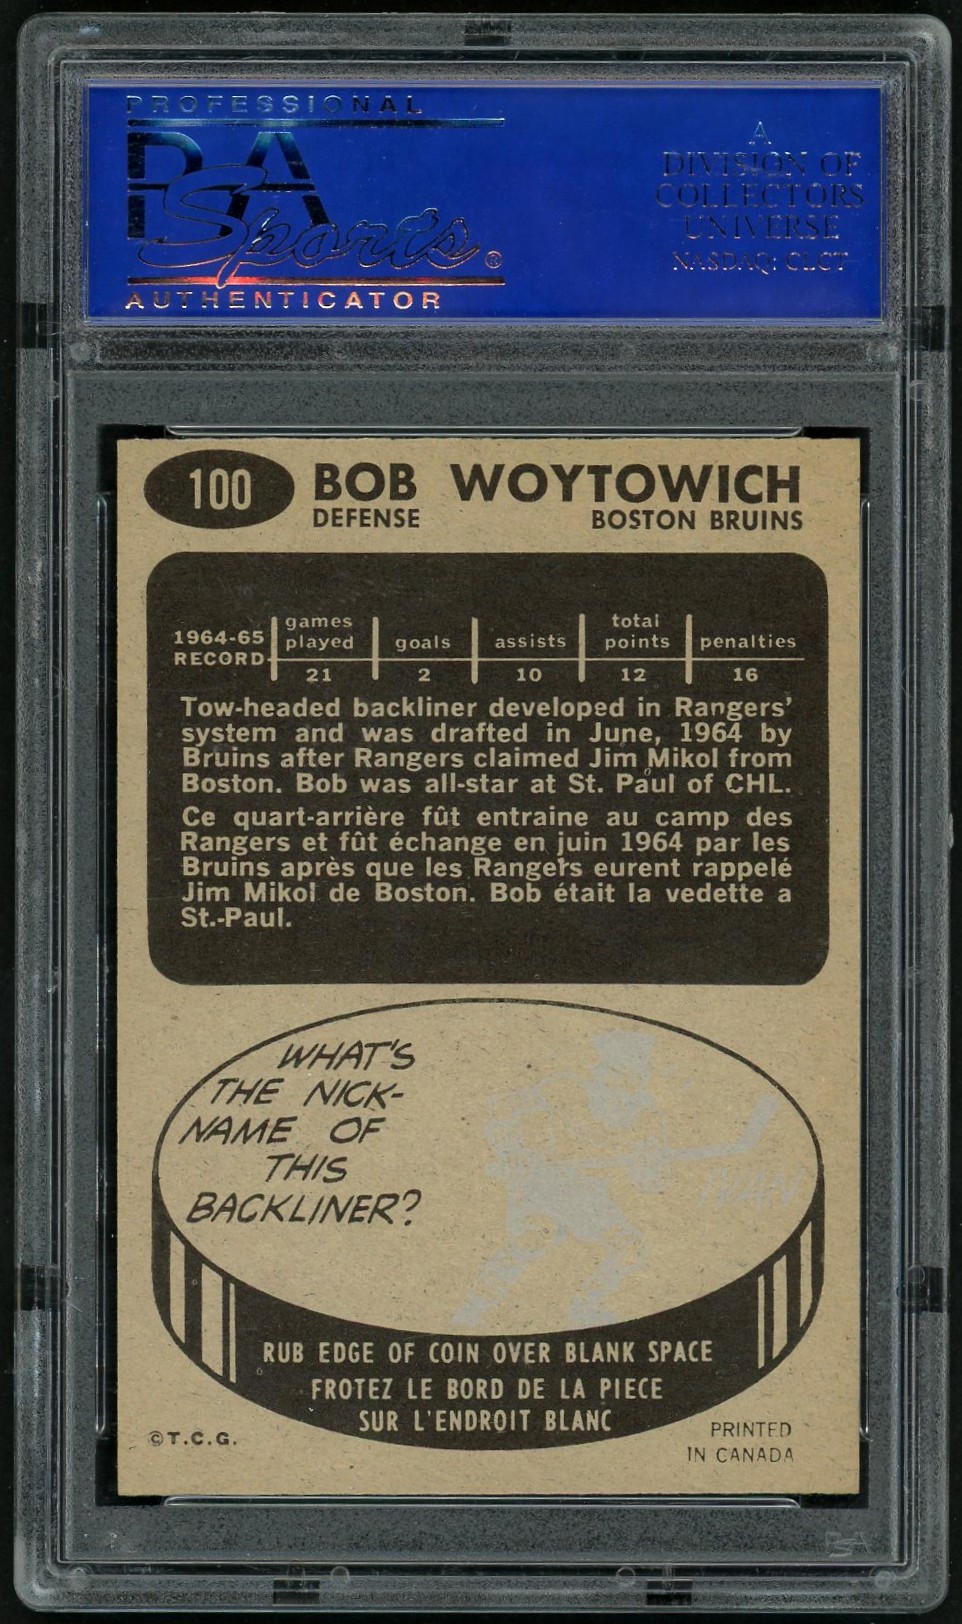 PROFESSIONAL
PSA
Sports®
AUTHENTICATOR
A
DIVISION OF
COLLECTORS
UNIVERSE
NASDAQ: CLCT
100 BOB WOYTOWICH
DEFENSE BOSTON BRUINS
1964-65 RECORD games played goals assists total points penalties
21 2 10 12 16
Tow-headed backliner developed in Rangers'
system and was drafted in June, 1964 by
Bruins after Rangers claimed Jim Mikol from
Boston. Bob was all-star at St. Paul of CHL.
Ce quart-arrière fût entraine au camp des
Rangers et fût échange en juin 1964 par les
Bruins après que les Rangers eurent rappelé
Jim Mikol de Boston. Bob était la vedette a
St.-Paul.
WHAT'S
THE NICK-
NAME OF
THIS
BACKLINER?
RUB EDGE OF COIN OVER BLANK SPACE
FROTEZ LE BORD DE LA PIECE
SUR L'ENDROIT BLANC
©T.C.G.
PRINTED
IN CANADA
PSA